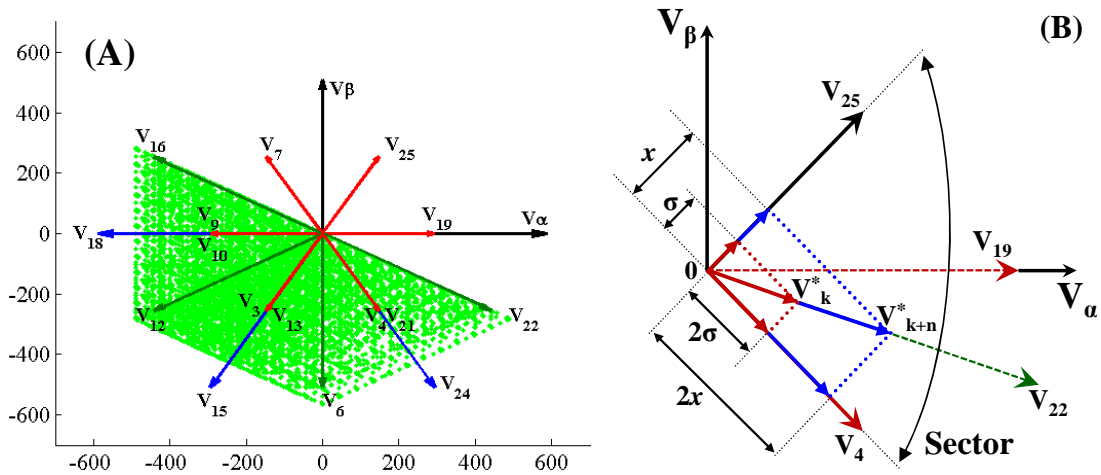 (A)
600
400
200
0
-200
-400
-600
-600 -400 -200 0 200 400 600
Vβ
V16
V7
V25
V9
V19
Vα
V18
V10
V12
V3
V13
V4
V21
V22
V15
V6
V24
(B)
Vβ
V25
x
σ
0
V19
Vα
V*k
V*k+n
2σ
2x
V22
V4
Sector